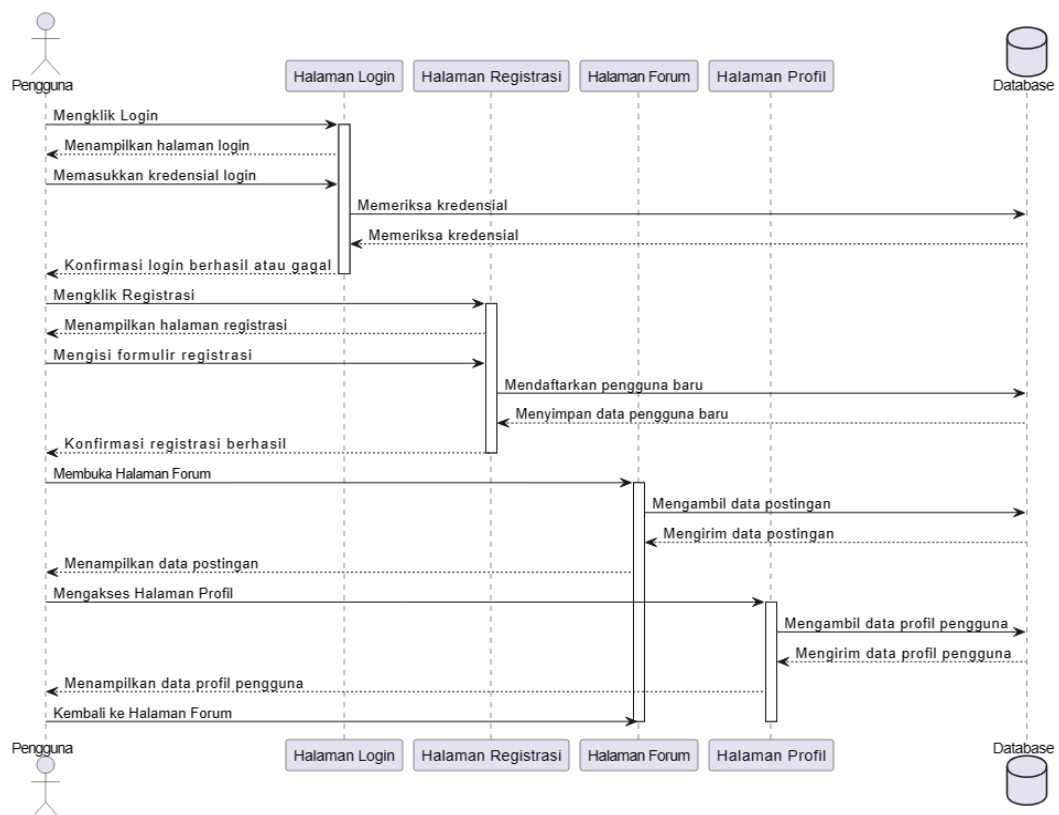 Pengguna
Halaman Login
Halaman Registrasi
Halaman Forum
Halaman Profil
Database
Mengklik Login
Menampilkan halaman login
Memasukkan kredensial login
Memeriksa kredensial
Memeriksa kredensial
Konfirmasi login berhasil atau gagal
Mengklik Registrasi
Menampilkan halaman registrasi
Mengisi formulir registrasi
Mendaftarkan pengguna baru
Menyimpan data pengguna baru
Konfirmasi registrasi berhasil
Membuka Halaman Forum
Mengambil data postingan
Mengirim data postingan
Menampilkan data postingan
Mengakses Halaman Profil
Mengambil data profil pengguna
Mengirim data profil pengguna
Menampilkan data profil pengguna
Kembali ke Halaman Forum
Pengguna
Halaman Login
Halaman Registrasi
Halaman Forum
Halaman Profil
Database